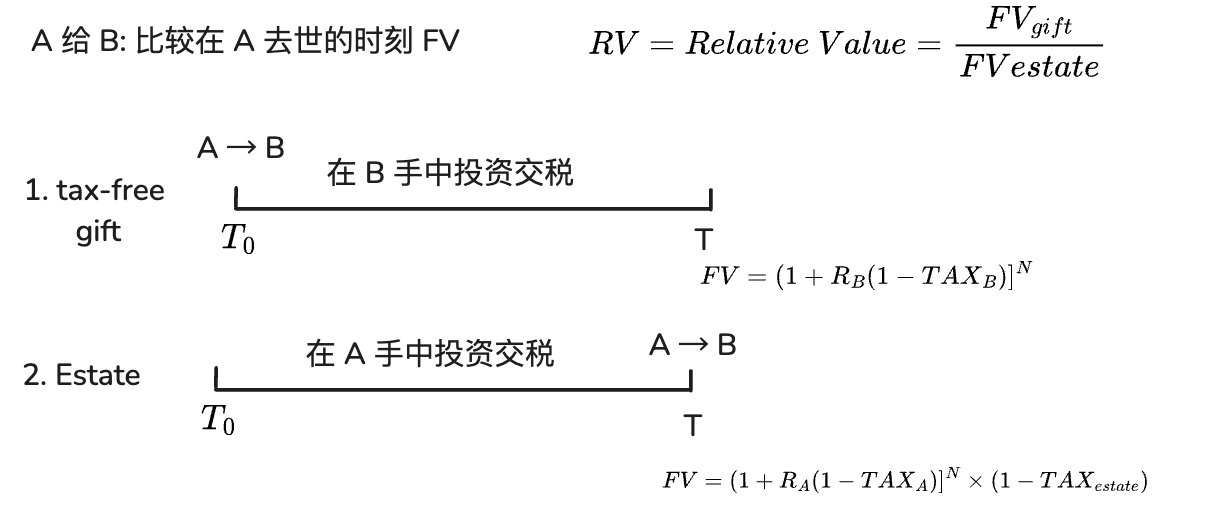 A 给 B: 比较在 A 去世的时刻 FV
RV = Relative Value = \frac{FV_{gift}}{FVestate}
A → B
在 B 手中投资交税
1. tax-free
gift
T_0
T
FV = (1 + R_B(1 − TAX_B)]^N
A → B
在 A 手中投资交税
2. Estate
T_0
T
FV = (1 + R_A(1 − TAX_A)]^N × (1 − TAX_{estate})